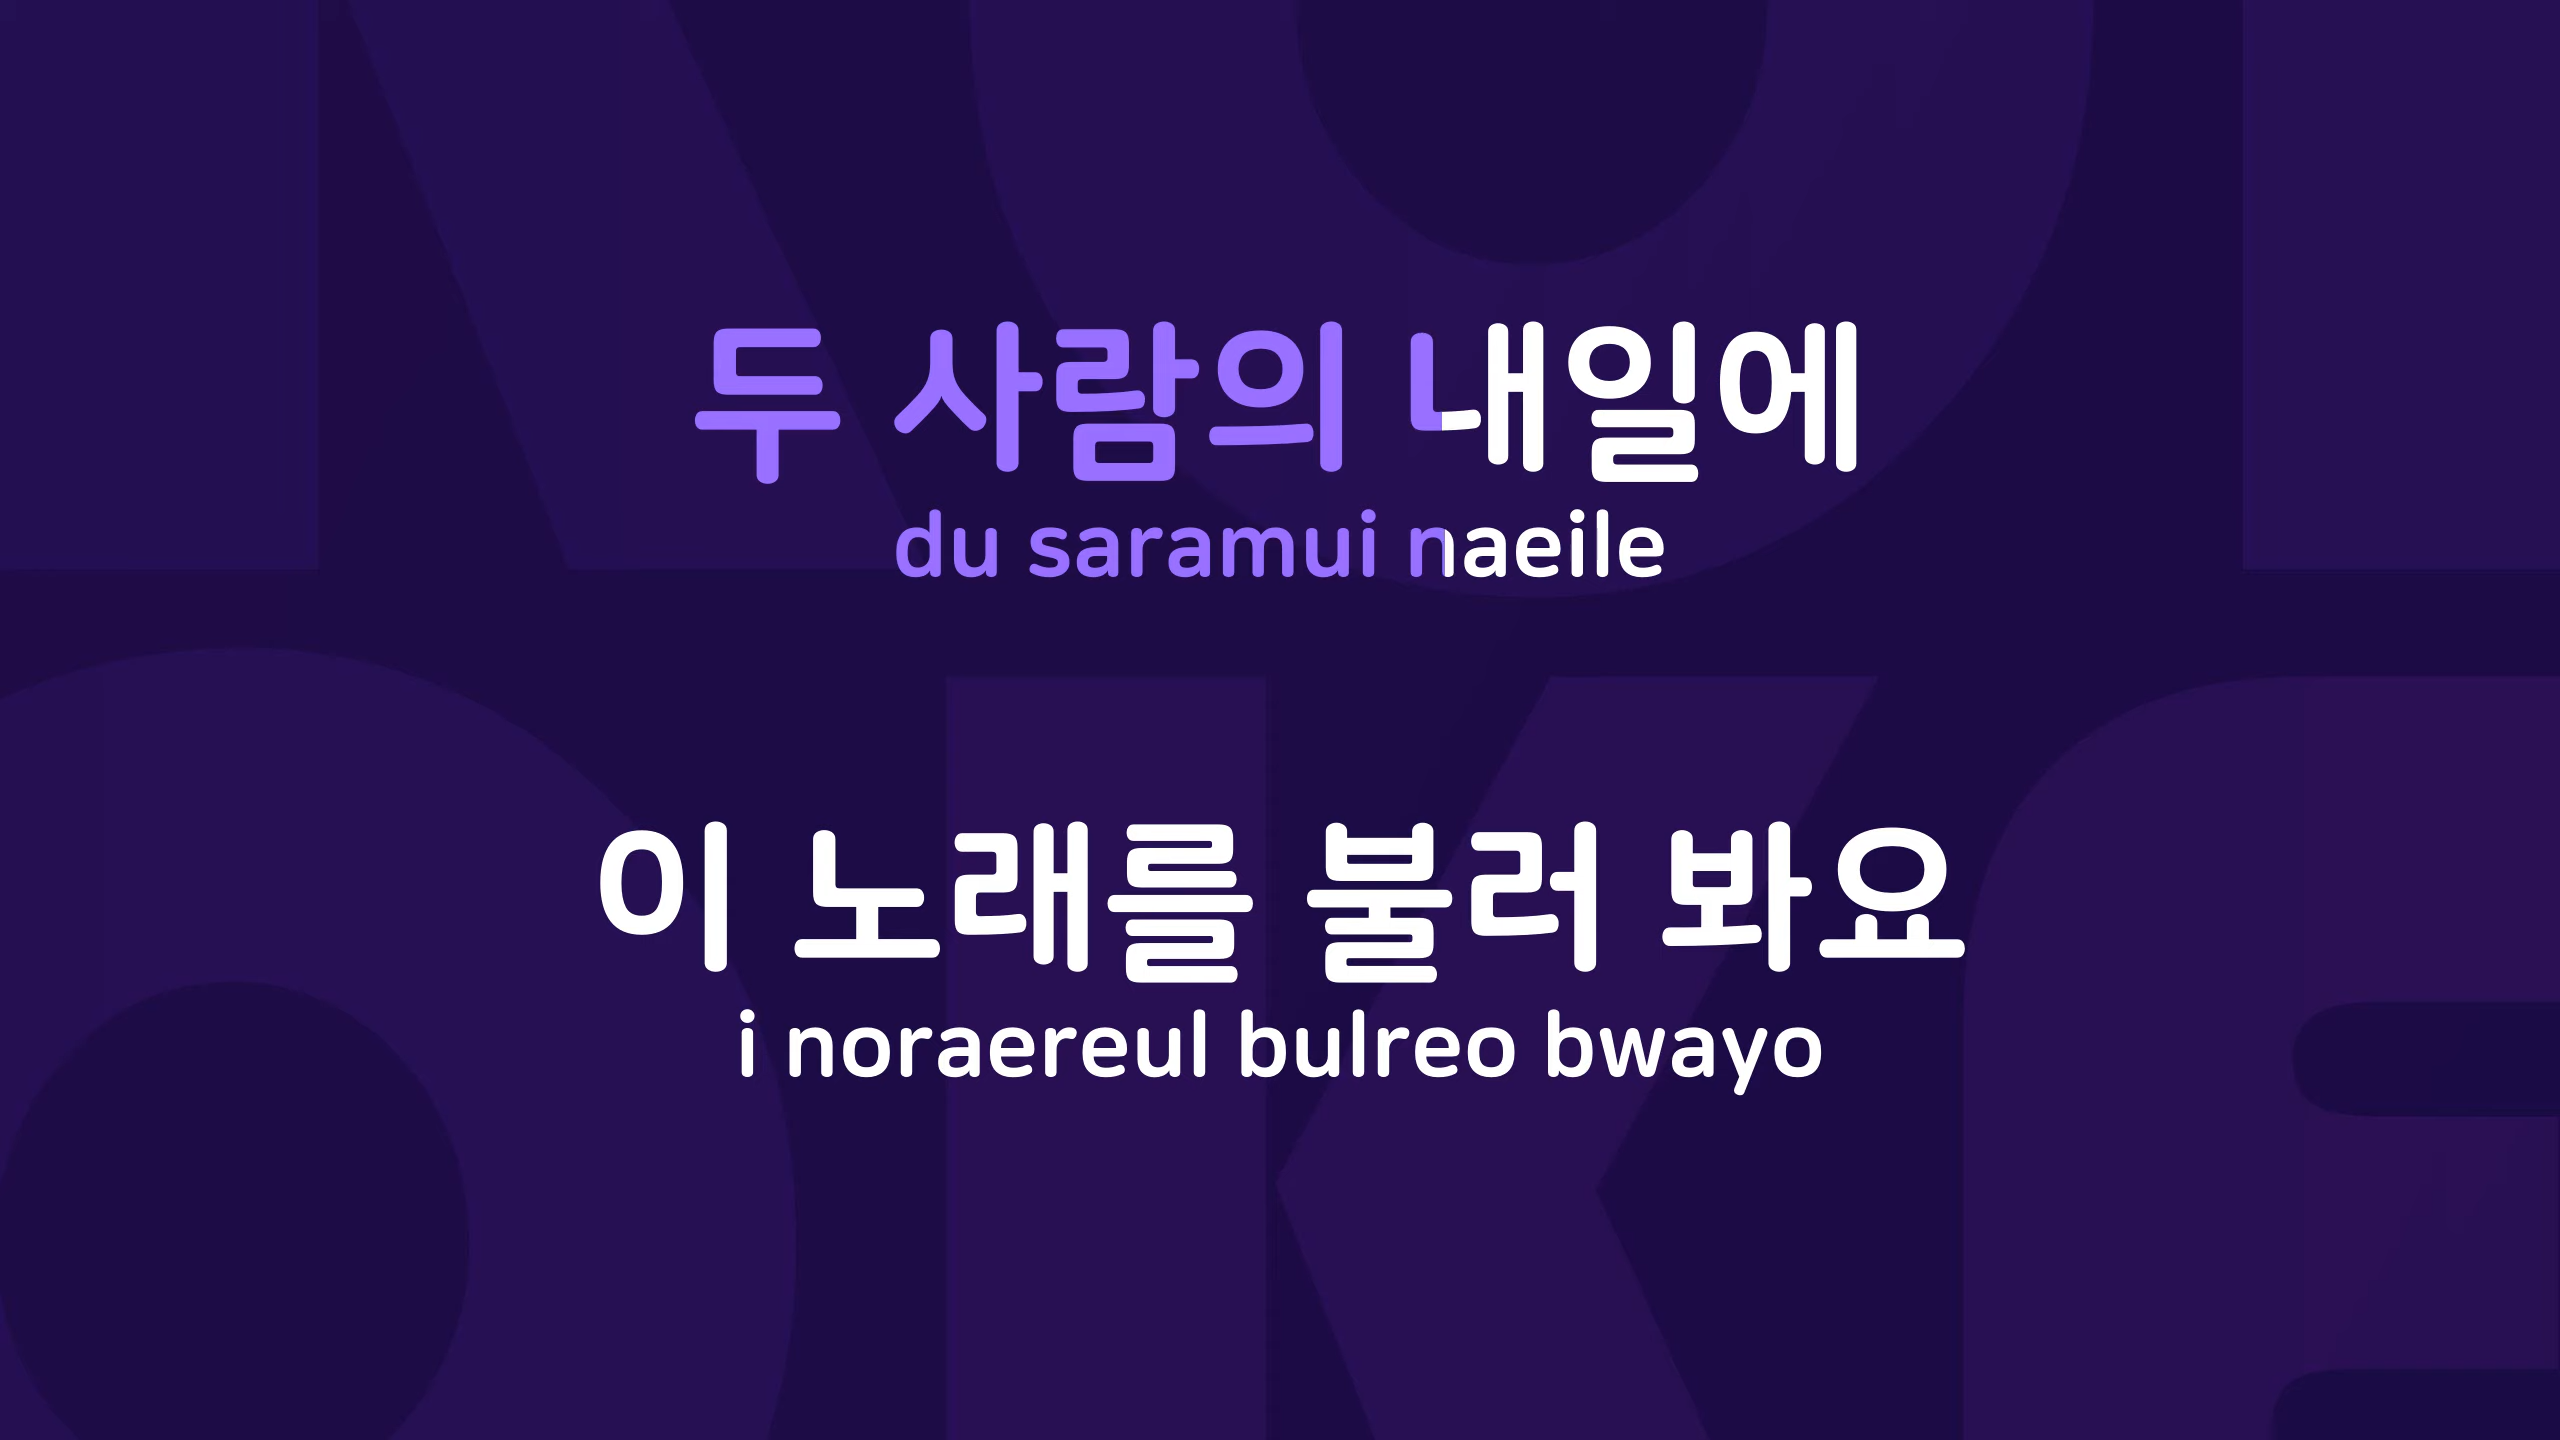 두 사람의 내일에
du saramui naeile
이 노래를 불러 봐요
i noraereul bulreo bwayo